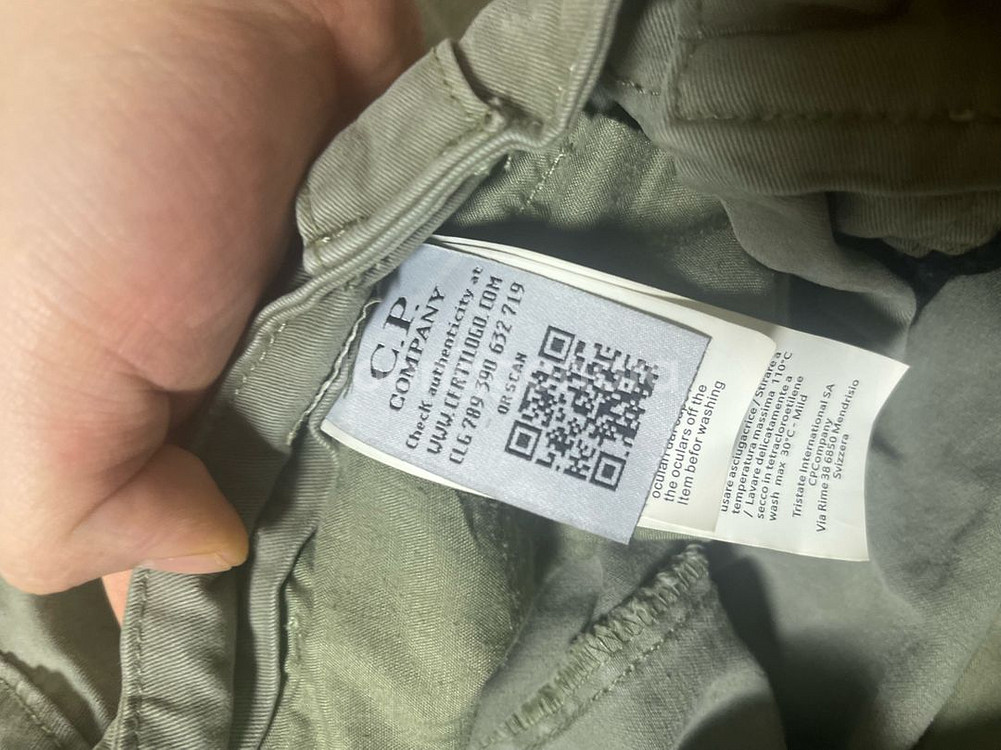 C.P.
COMPANY
Check authenticity at
WWW.CERTILOGO.COM
CLG 789 390 632 719
OR SCAN
the oculars off the
item befor washing
usare asciugacrice / Stirare a
temperatura massima 110°C
/ Lavare delicatamente a
secco in tetracloroetilene
wash max 30°C - Mild
Tristate International SA
CPCompany
Via Rime 38 6850 Mendrisio
Svizzera